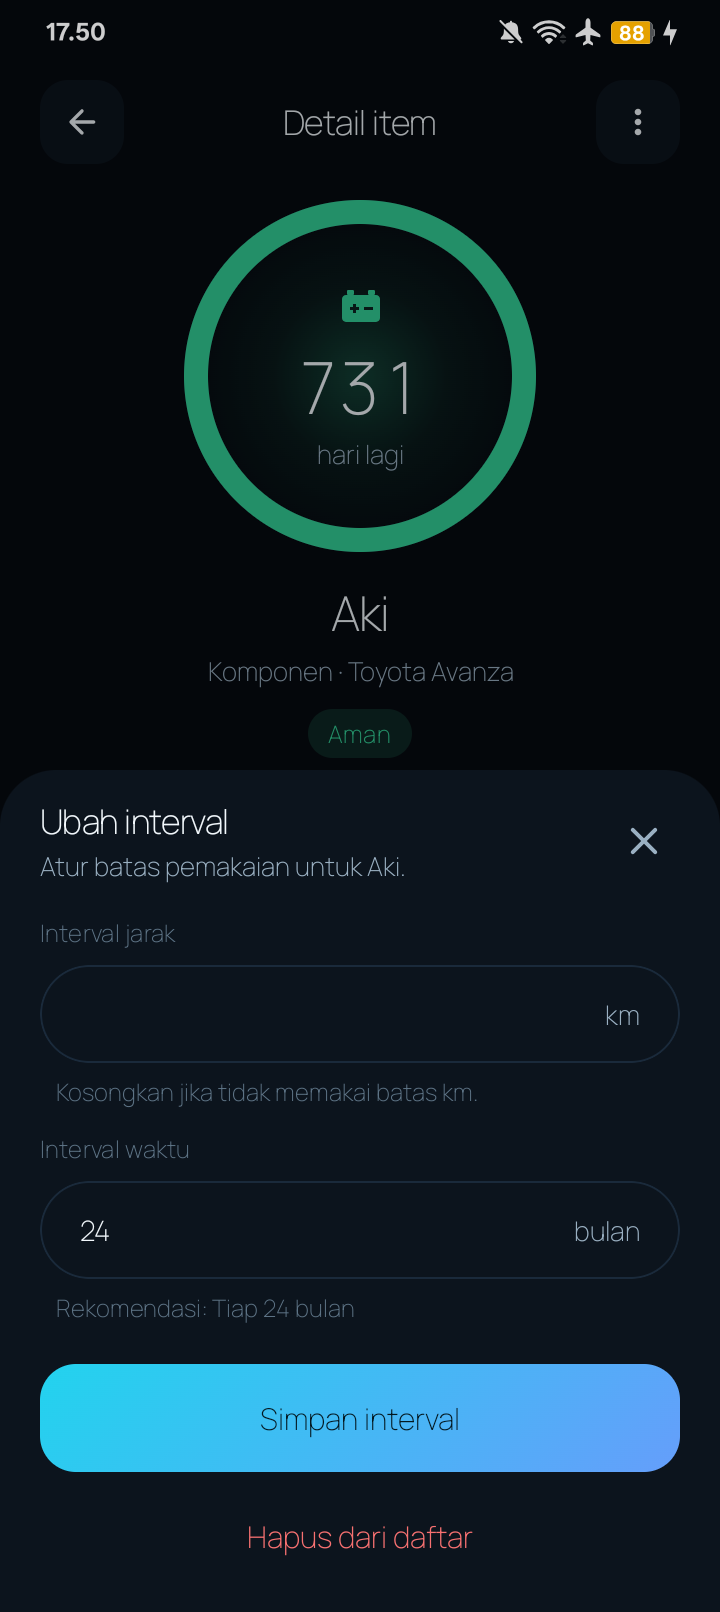 17.50
88
Detail item
731
hari lagi
Aki
Komponen · Toyota Avanza
Aman
Ubah interval
Atur batas pemakaian untuk Aki.
Interval jarak
km
Kosongkan jika tidak memakai batas km.
Interval waktu
24 bulan
Rekomendasi: Tiap 24 bulan
Simpan interval
Hapus dari daftar